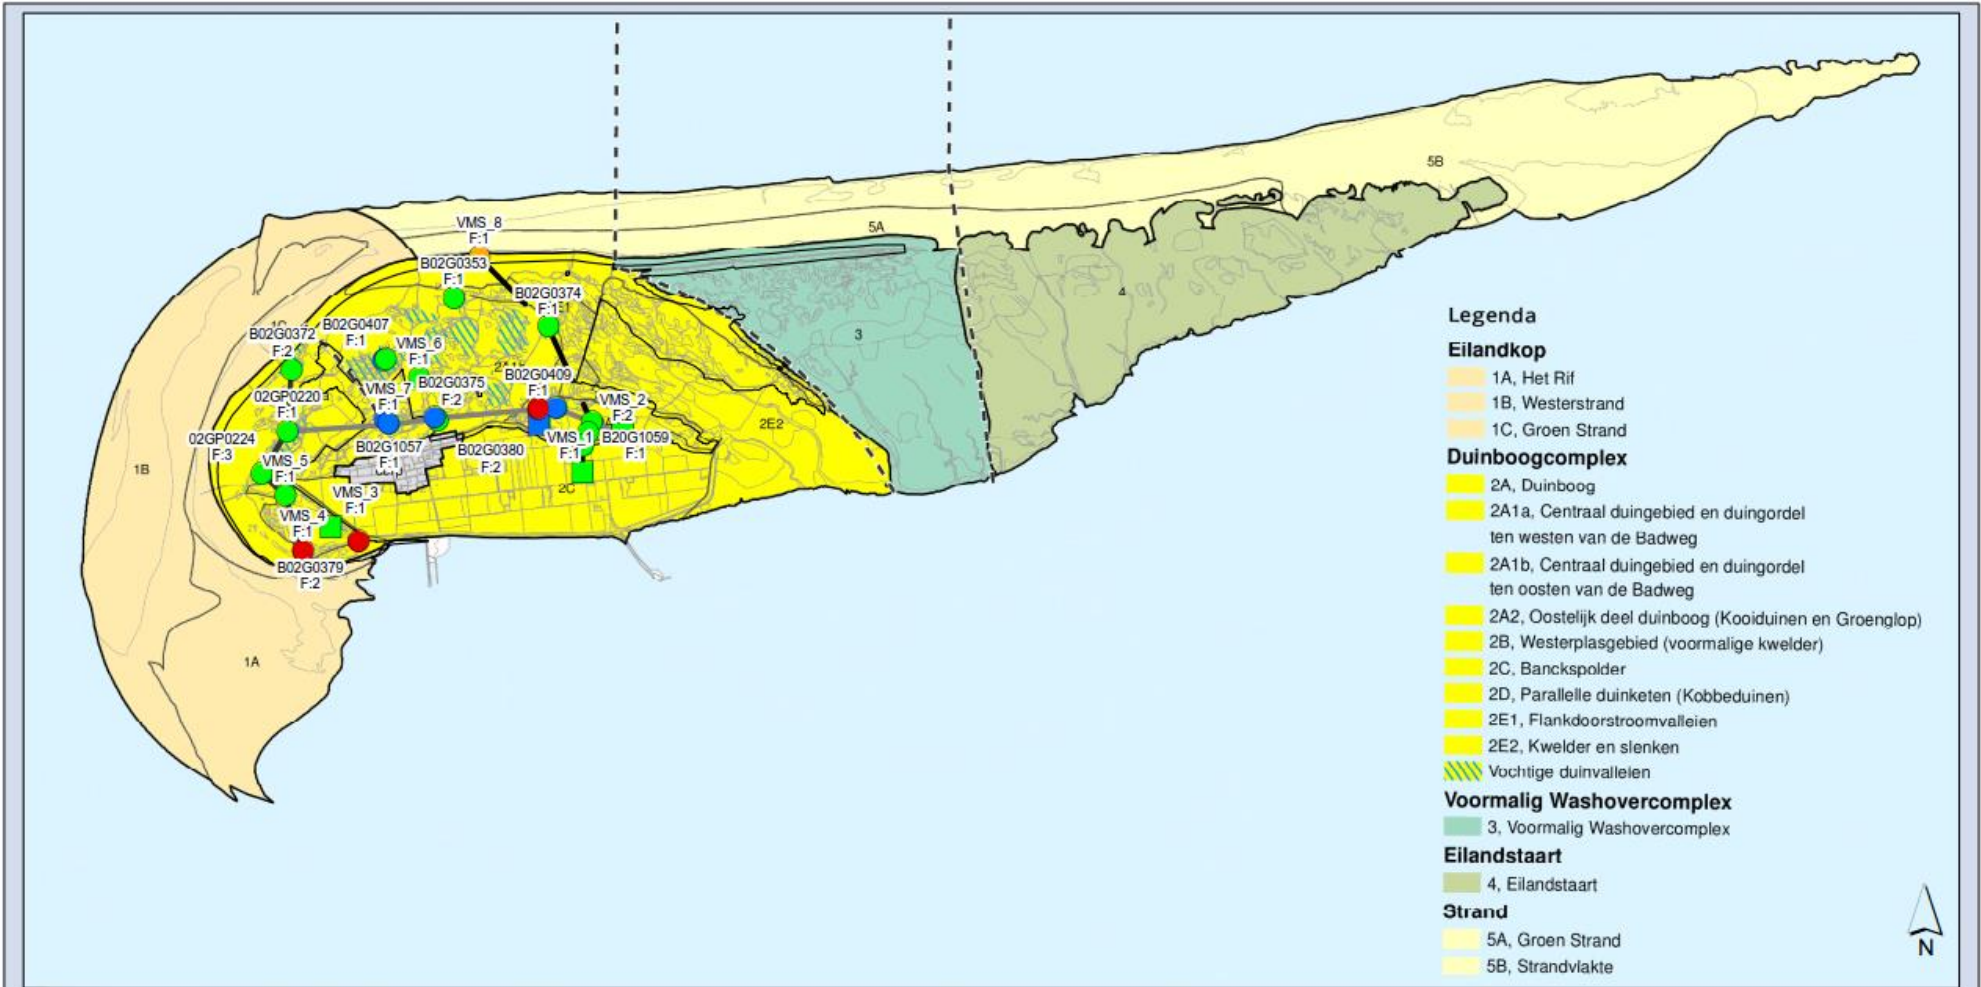 VMS_8
F:1
B02G0353
F:1
B02G0374
F:1
B02G0372
F:2
B02G0407
F:1
VMS_6
F:1
02GP0220
F:1
VMS_7
F:1
B02G0375
F:2
B02G0409
F:1
VMS_2
F:2
02GP0224
F:3
VMS_5
F:1
B02G1057
F:1
B02G0380
F:2
VMS_1
F:1
B20G1059
F:1
VMS_3
F:1
VMS_4
F:1
B02G0379
F:2
1B
1A
2C
2E2
3
4
5A
5B
Legenda
Eilandkop
1A, Het Rif
1B, Westerstrand
1C, Groen Strand
Duinboogcomplex
2A, Duinboog
2A1a, Centraal duingebied en duingordel
ten westen van de Badweg
2A1b, Centraal duingebied en duingordel
ten oosten van de Badweg
2A2, Oostelijk deel duinboog (Kooiduinen en Groenglop)
2B, Westerplasgebied (voormalige kwelder)
2C, Banckspolder
2D, Parallelle duinketen (Kobbeduinen)
2E1, Flankdoorstroomvalleien
2E2, Kwelder en slenken
Vochtige duinvalleien
Voormalig Washovercomplex
3, Voormalig Washovercomplex
Eilandstaart
4, Eilandstaart
Strand
5A, Groen Strand
5B, Strandvlakte
N